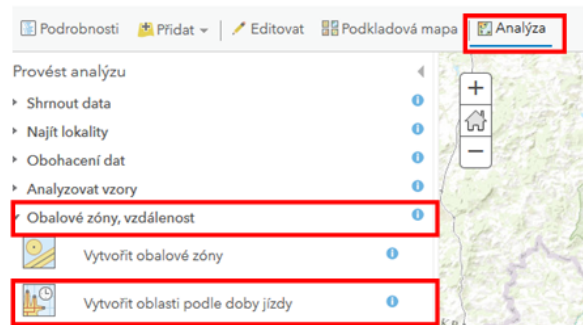 Podrobnosti Přidat Editovat Podkladová mapa Analýza
Provést analýzu
Shrnout data
Najít lokality
Obohacení dat
Analyzovat vzory
Obalové zóny, vzdálenost
Vytvořit obalové zóny
Vytvořit oblasti podle doby jízdy